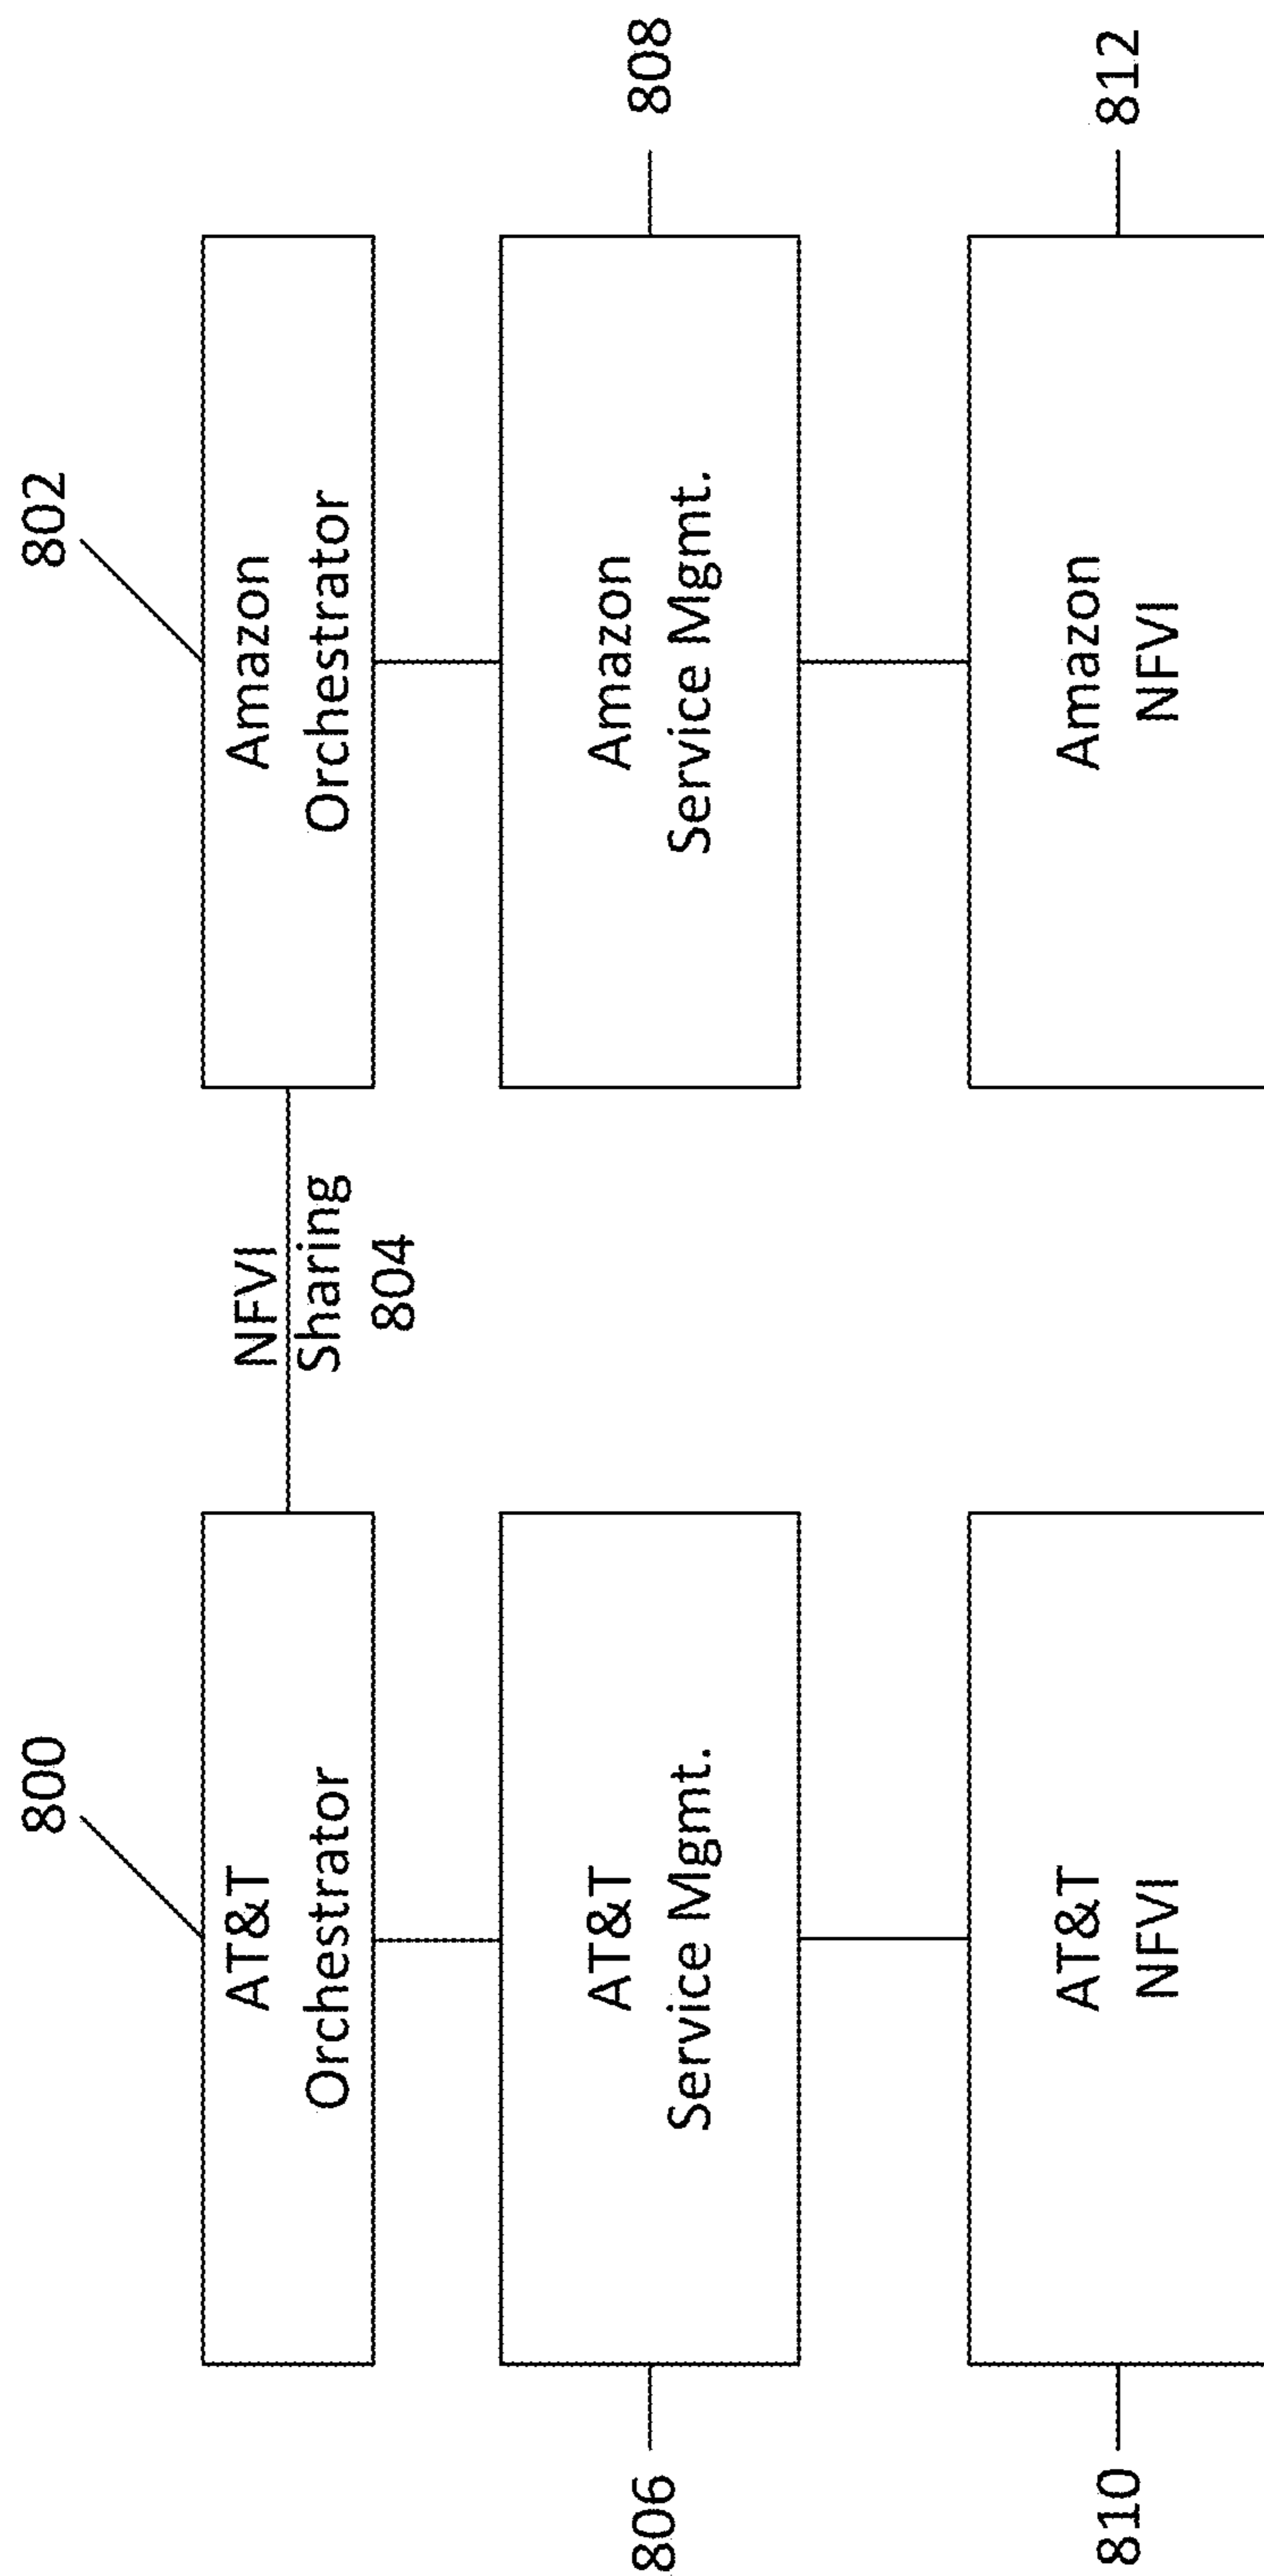 800
802
AT&T
Orchestrator
NFVI
Sharing
804
Amazon
Orchestrator
806
AT&T
Service Mgmt.
Amazon
Service Mgmt.
808
810
AT&T
NFVI
Amazon
NFVI
812